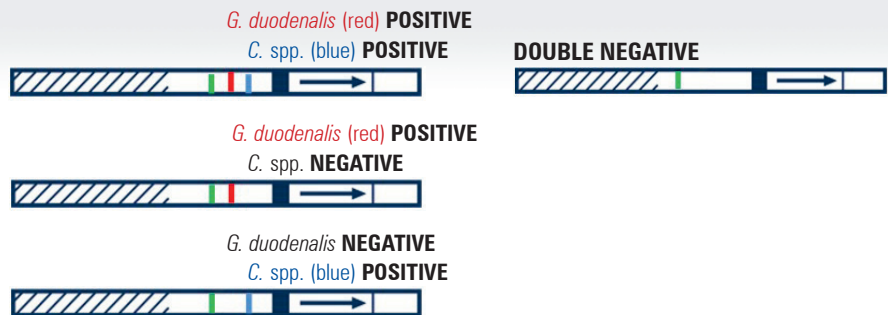 G. duodenalis (red) POSITIVE
C. spp. (blue) POSITIVE
DOUBLE NEGATIVE
G. duodenalis (red) POSITIVE
C. spp. NEGATIVE
G. duodenalis NEGATIVE
C. spp. (blue) POSITIVE